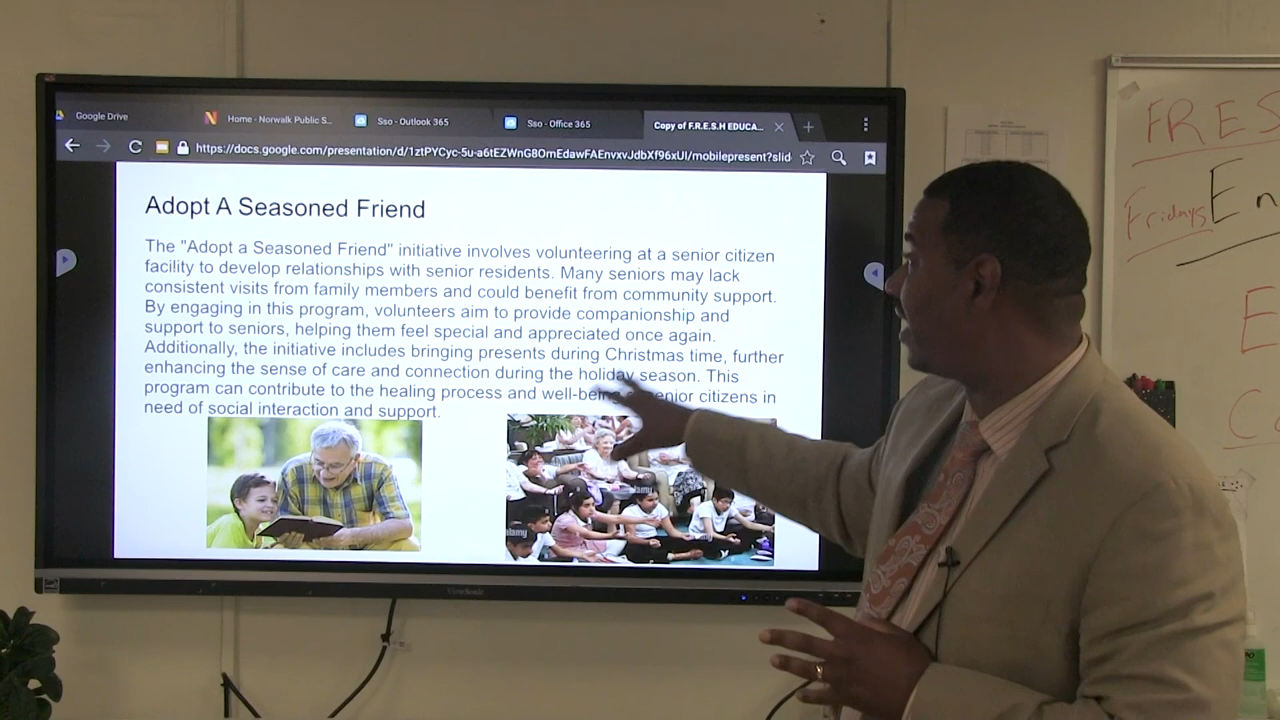 Google Drive
Home - Norwalk Public S...
Sso - Outlook 365
Sso - Office 365
Copy of F.R.E.S.H EDUCA...
https://docs.google.com/presentation/d/1ztPYCyc-5u-a6tEZWnG8OmEdawFAEnvxvJdbXf96xUI/mobilepresent?slid
Adopt A Seasoned Friend
The "Adopt a Seasoned Friend" initiative involves volunteering at a senior citizen
facility to develop relationships with senior residents. Many seniors may lack
consistent visits from family members and could benefit from community support.
By engaging in this program, volunteers aim to provide companionship and
support to seniors, helping them feel special and appreciated once again.
Additionally, the initiative includes bringing presents during Christmas time, further
enhancing the sense of care and connection during the holiday season. This
program can contribute to the healing process and well-being senior citizens in
need of social interaction and support.
alamy
alamy
ViewSonic
FRES
Fridays
En
E
Co